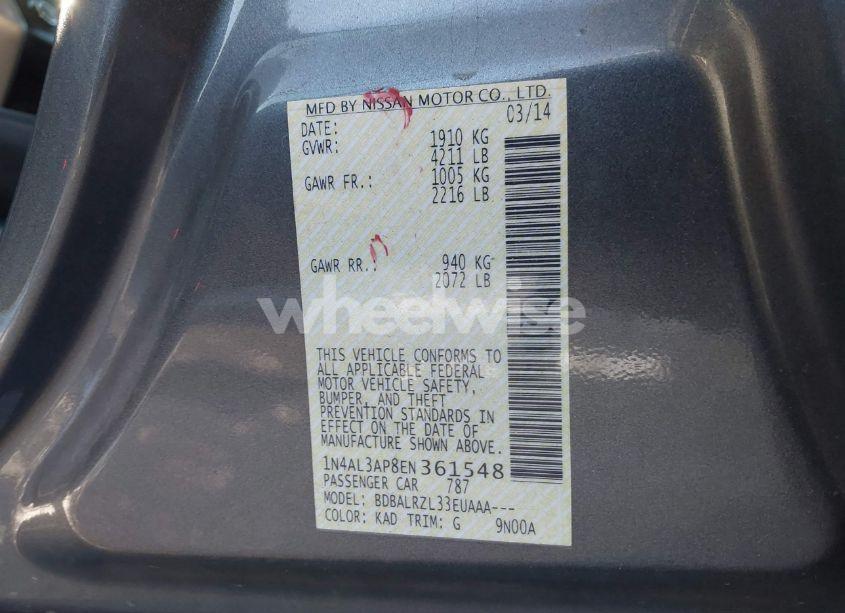 MFD BY NISSAN MOTOR CO., LTD.
DATE: 03/14
GVWR: 1910 KG
4211 LB
GAWR FR.: 1005 KG
2216 LB
GAWR RR.: 940 KG
2072 LB
wheelwise
THIS VEHICLE CONFORMS TO
ALL APPLICABLE FEDERAL
MOTOR VEHICLE SAFETY,
BUMPER, AND THEFT
PREVENTION STANDARDS IN
EFFECT ON THE DATE OF
MANUFACTURE SHOWN ABOVE.
1N4AL3AP8EN361548
PASSENGER CAR 787
MODEL: BDBALRZL33EUAAA---
COLOR: KAD TRIM: G 9N00A